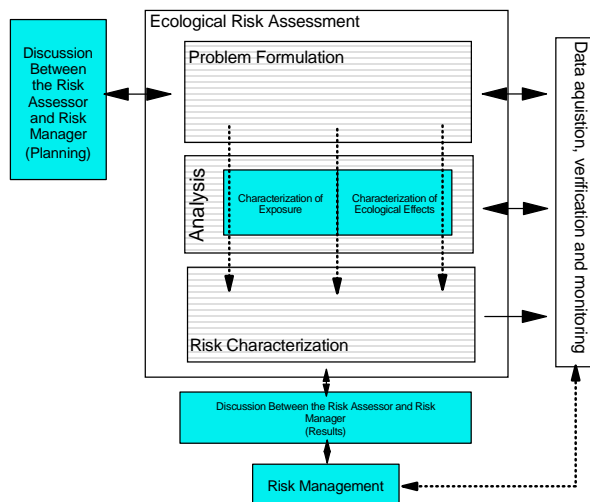 Ecological Risk Assessment
Discussion
Between
the Risk
Assessor
and Risk
Manager
(Planning)
Problem Formulation
Analysis
Characterization of
Exposure
Characterization of
Ecological Effects
Risk Characterization
Data aquistion, verification and monitoring
Discussion Between the Risk Assessor and Risk
Manager
(Results)
Risk Management